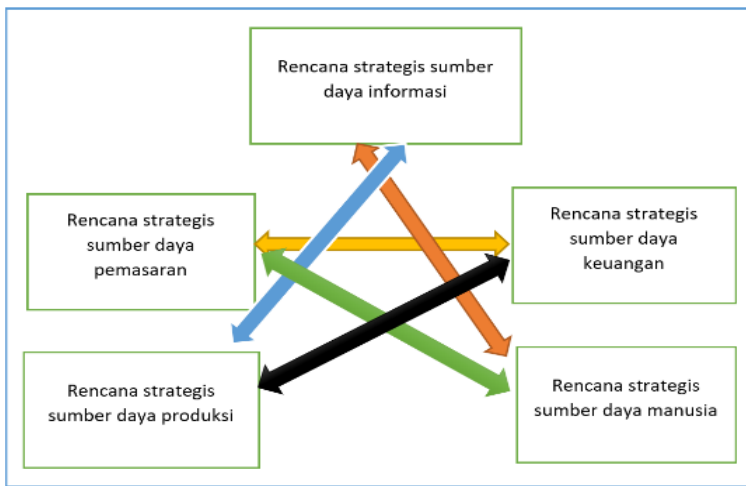 Rencana strategis sumber
daya informasi
Rencana strategis
sumber daya
pemasaran
Rencana strategis
sumber daya
keuangan
Rencana strategis
sumber daya produksi
Rencana strategis
sumber daya manusia